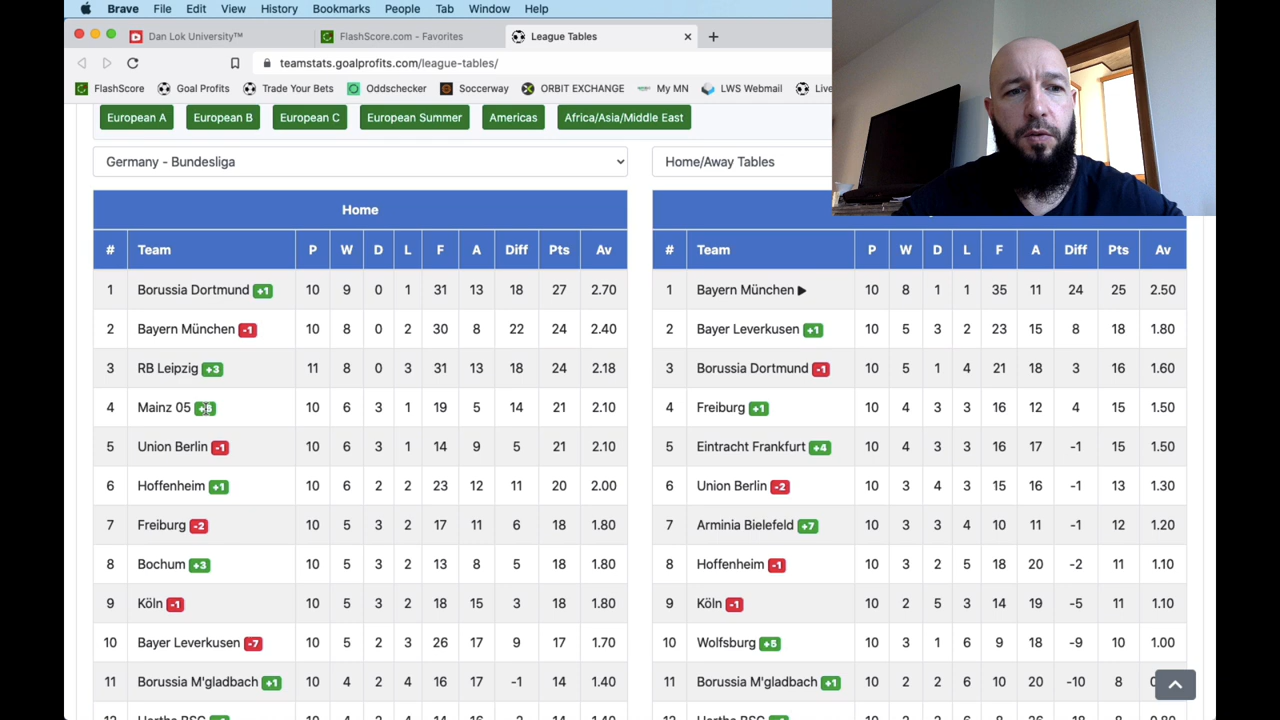 Brave File Edit View History Bookmarks People Tab Window Help
Dan Lok University™ FlashScore.com - Favorites League Tables
teamstats.goalprofits.com/league-tables/
FlashScore Goal Profits Trade Your Bets Oddschecker Soccerway ORBIT EXCHANGE My MN LWS Webmail
European A European B European C European Summer Americas Africa/Asia/Middle East
Germany - Bundesliga Home/Away Tables
Home
# Team P W D L F A Diff Pts Av # Team P W D L F A Diff Pts Av
1 Borussia Dortmund +1 10 9 0 1 31 13 18 27 2.70 1 Bayern München 10 8 1 1 35 11 24 25 2.50
2 Bayern München -1 10 8 0 2 30 8 22 24 2.40 2 Bayer Leverkusen +1 10 5 3 2 23 15 8 18 1.80
3 RB Leipzig +3 11 8 0 3 31 13 18 24 2.18 3 Borussia Dortmund -1 10 5 1 4 21 18 3 16 1.60
4 Mainz 05 10 6 3 1 19 5 14 21 2.10 4 Freiburg +1 10 4 3 3 16 12 4 15 1.50
5 Union Berlin -1 10 6 3 1 14 9 5 21 2.10 5 Eintracht Frankfurt +4 10 4 3 3 16 17 -1 15 1.50
6 Hoffenheim +1 10 6 2 2 23 12 11 20 2.00 6 Union Berlin -2 10 3 4 3 15 16 -1 13 1.30
7 Freiburg -2 10 5 3 2 17 11 6 18 1.80 7 Arminia Bielefeld +7 10 3 3 4 10 11 -1 12 1.20
8 Bochum +3 10 5 3 2 13 8 5 18 1.80 8 Hoffenheim -1 10 3 2 5 18 20 -2 11 1.10
9 Köln -1 10 5 3 2 18 15 3 18 1.80 9 Köln -1 10 2 5 3 14 19 -5 11 1.10
10 Bayer Leverkusen -7 10 5 2 3 26 17 9 17 1.70 10 Wolfsburg +5 10 3 1 6 9 18 -9 10 1.00
11 Borussia M'gladbach +1 10 4 2 4 16 17 -1 14 1.40 11 Borussia M'gladbach +1 10 2 2 6 10 20 -10 8